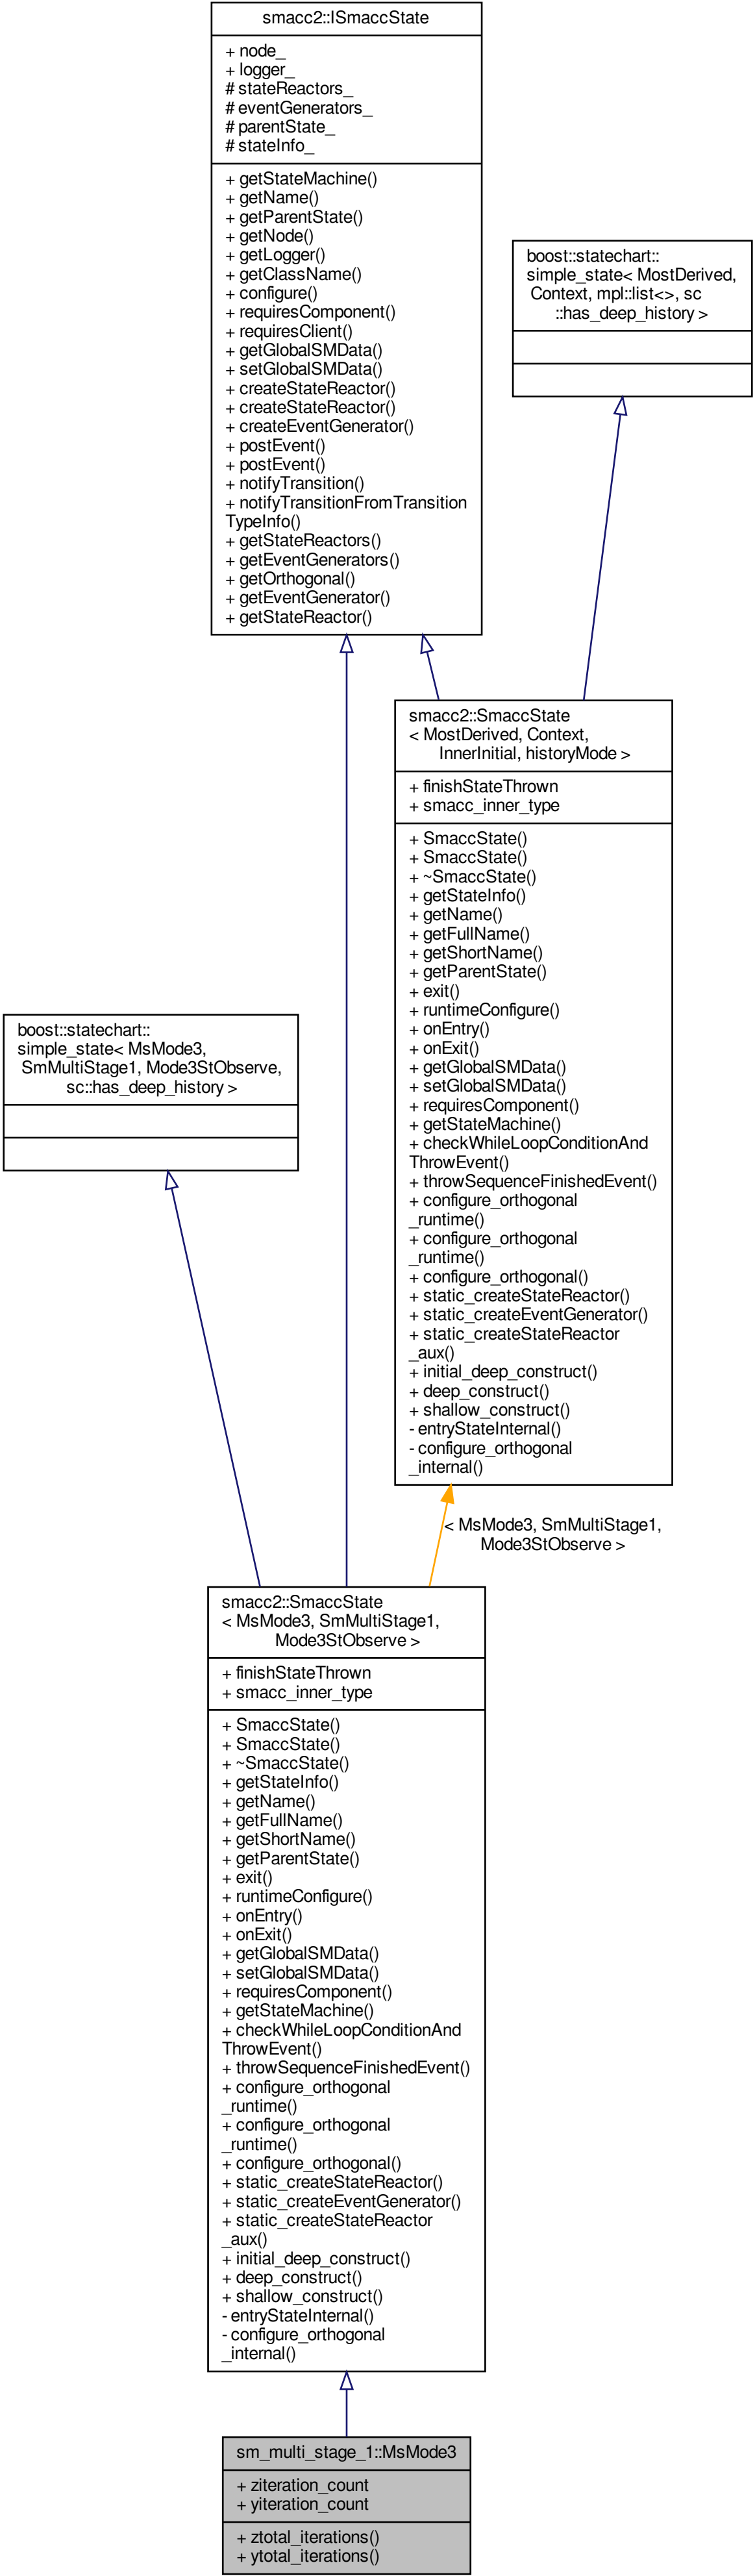 smacc2::ISmaccState
+ node_
+ logger_
# stateReactors_
# eventGenerators_
# parentState_
# stateInfo_
+ getStateMachine()
+ getName()
+ getParentState()
+ getNode()
+ getLogger()
+ getClassName()
+ configure()
+ requiresComponent()
+ requiresClient()
+ getGlobalSMData()
+ setGlobalSMData()
+ createStateReactor()
+ createStateReactor()
+ createEventGenerator()
+ postEvent()
+ postEvent()
+ notifyTransition()
+ notifyTransitionFromTransition
TypeInfo()
+ getStateReactors()
+ getEventGenerators()
+ getOrthogonal()
+ getEventGenerator()
+ getStateReactor()
boost::statechart::
simple_state< MostDerived,
Context, mpl::list<>, sc
::has_deep_history >
smacc2::SmaccState
< MostDerived, Context,
InnerInitial, historyMode >
+ finishStateThrown
+ smacc_inner_type
+ SmaccState()
+ SmaccState()
+ ~SmaccState()
+ getStateInfo()
+ getName()
+ getFullName()
+ getShortName()
+ getParentState()
+ exit()
+ runtimeConfigure()
+ onEntry()
+ onExit()
+ getGlobalSMData()
+ setGlobalSMData()
+ requiresComponent()
+ getStateMachine()
+ checkWhileLoopConditionAnd
ThrowEvent()
+ throwSequenceFinishedEvent()
+ configure_orthogonal
_runtime()
+ configure_orthogonal
_runtime()
+ configure_orthogonal()
+ static_createStateReactor()
+ static_createEventGenerator()
+ static_createStateReactor
_aux()
+ initial_deep_construct()
+ deep_construct()
+ shallow_construct()
- entryStateInternal()
- configure_orthogonal
_internal()
boost::statechart::
simple_state< MsMode3,
SmMultiStage1, Mode3StObserve,
sc::has_deep_history >
< MsMode3, SmMultiStage1,
Mode3StObserve >
smacc2::SmaccState
< MsMode3, SmMultiStage1,
Mode3StObserve >
+ finishStateThrown
+ smacc_inner_type
+ SmaccState()
+ SmaccState()
+ ~SmaccState()
+ getStateInfo()
+ getName()
+ getFullName()
+ getShortName()
+ getParentState()
+ exit()
+ runtimeConfigure()
+ onEntry()
+ onExit()
+ getGlobalSMData()
+ setGlobalSMData()
+ requiresComponent()
+ getStateMachine()
+ checkWhileLoopConditionAnd
ThrowEvent()
+ throwSequenceFinishedEvent()
+ configure_orthogonal
_runtime()
+ configure_orthogonal
_runtime()
+ configure_orthogonal()
+ static_createStateReactor()
+ static_createEventGenerator()
+ static_createStateReactor
_aux()
+ initial_deep_construct()
+ deep_construct()
+ shallow_construct()
- entryStateInternal()
- configure_orthogonal
_internal()
sm_multi_stage_1::MsMode3
+ ziteration_count
+ yiteration_count
+ ztotal_iterations()
+ ytotal_iterations()